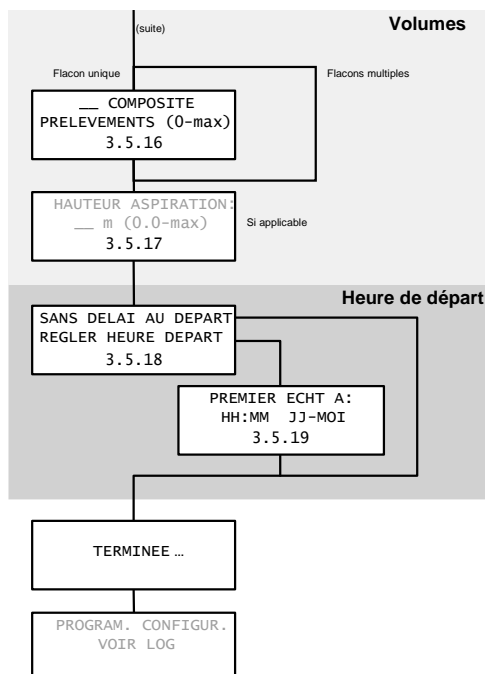 (suite)
Volumes
Flacon unique
Flacons multiples
__ COMPOSITE
PRELEVEMENTS (0-max)
3.5.16
HAUTEUR ASPIRATION:
__ m (0.0-max)
3.5.17
Si applicable
Heure de départ
SANS DELAI AU DEPART
REGLER HEURE DEPART
3.5.18
PREMIER ECHT A:
HH:MM JJ-MOI
3.5.19
TERMINEE …
PROGRAM. CONFIGUR.
VOIR LOG